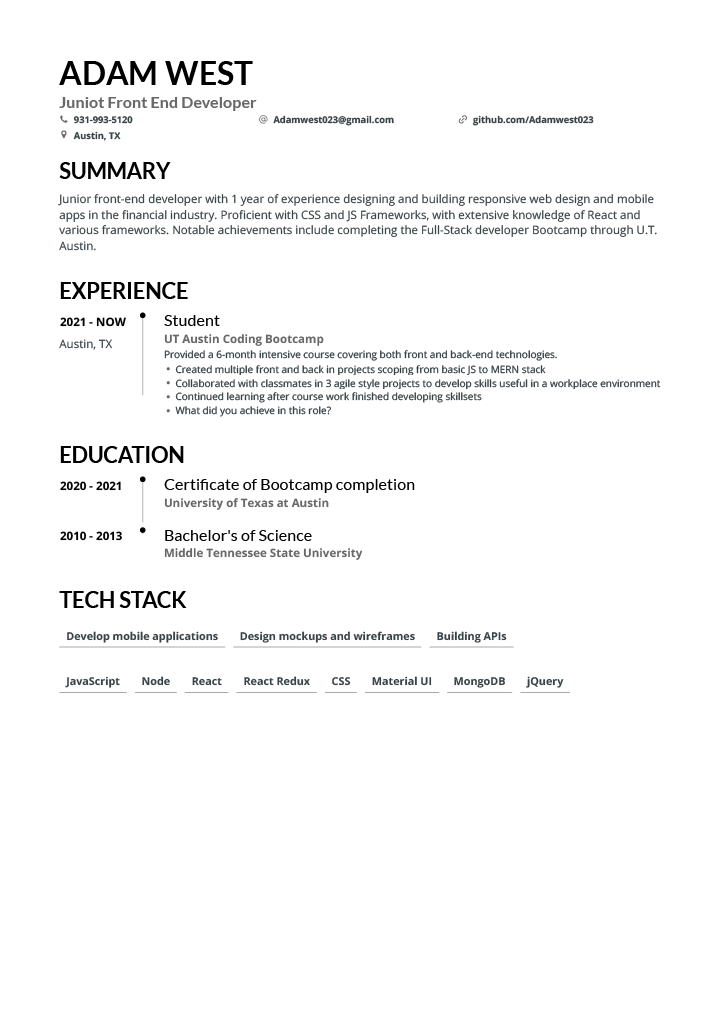 ADAM WEST
Juniot Front End Developer
931-993-5120 @ Adamwest023@gmail.com github.com/Adamwest023
Austin, TX
SUMMARY
Junior front-end developer with 1 year of experience designing and building responsive web design and mobile
apps in the financial industry. Proficient with CSS and JS Frameworks, with extensive knowledge of React and
various frameworks. Notable achievements include completing the Full-Stack developer Bootcamp through U.T.
Austin.
EXPERIENCE
2021 - NOW
Austin, TX
Student
UT Austin Coding Bootcamp
Provided a 6-month intensive course covering both front and back-end technologies.
• Created multiple front and back in projects scoping from basic JS to MERN stack
• Collaborated with classmates in 3 agile style projects to develop skills useful in a workplace environment
• Continued learning after course work finished developing skillsets
• What did you achieve in this role?
EDUCATION
2020 - 2021
Certificate of Bootcamp completion
University of Texas at Austin
2010 - 2013
Bachelor's of Science
Middle Tennessee State University
TECH STACK
Develop mobile applications Design mockups and wireframes Building APIs
JavaScript Node React React Redux CSS Material UI MongoDB jQuery